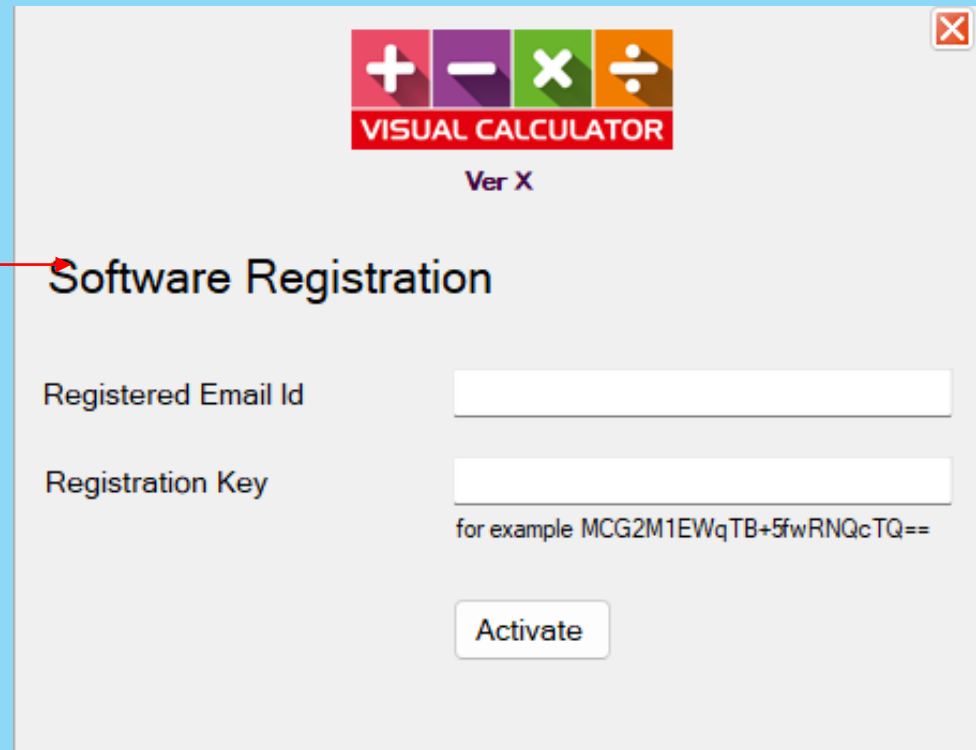 VISUAL CALCULATOR
Ver X
Software Registration
Registered Email Id
Registration Key
for example MCG2M1EWqTB+5fwRNQcTQ==
Activate